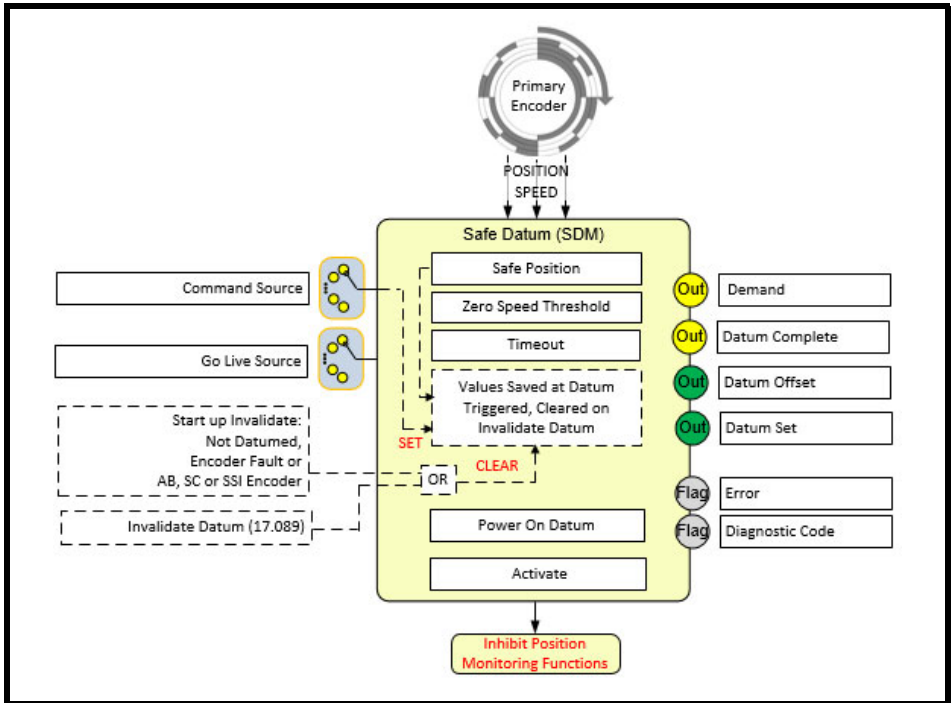 Primary
Encoder
POSITION
SPEED
Safe Datum (SDM)
Safe Position
Zero Speed Threshold
Timeout
Values Saved at Datum
Triggered, Cleared on
Invalidate Datum
Power On Datum
Activate
Command Source
Go Live Source
Start up Invalidate:
Not Datumed,
Encoder Fault or
AB, SC or SSI Encoder
Invalidate Datum (17.089)
SET
OR
CLEAR
Out
Demand
Out
Datum Complete
Out
Datum Offset
Out
Datum Set
Flag
Error
Flag
Diagnostic Code
Inhibit Position
Monitoring Functions